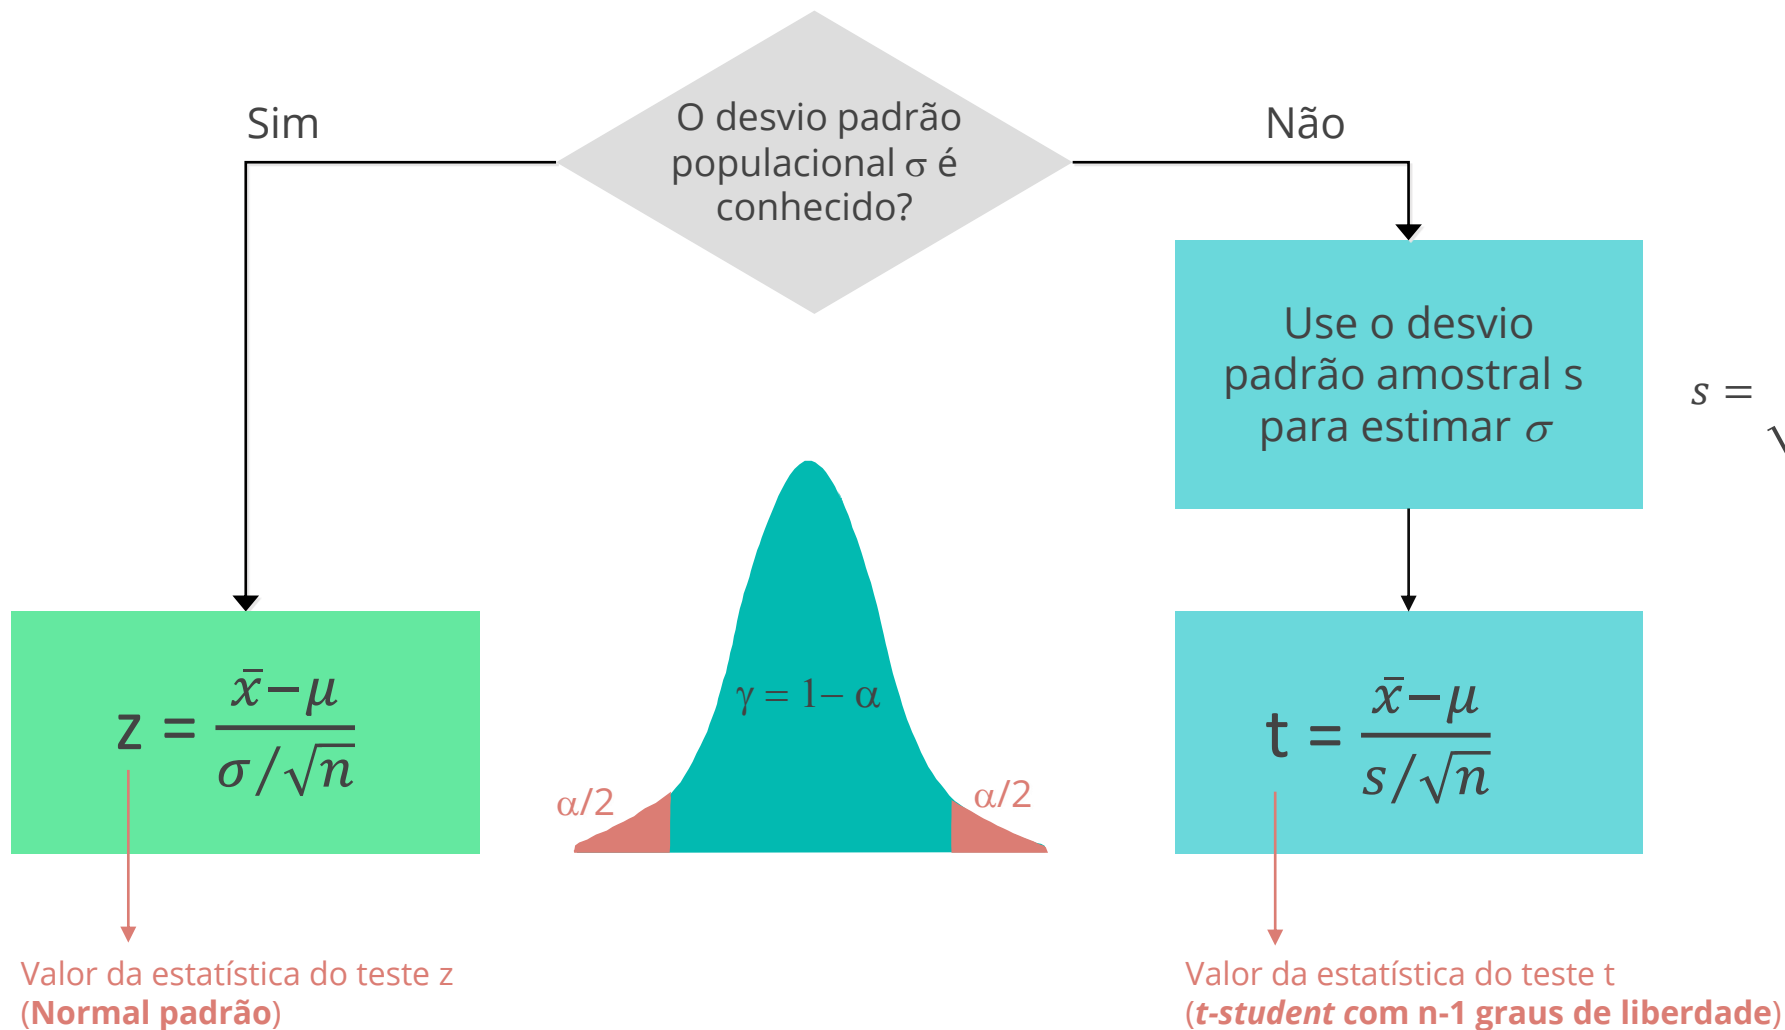 O desvio padrão
populacional σ é
conhecido?
Sim
Não
Use o desvio
padrão amostral s
para estimar σ
s =
z = x̄−μ / σ/√n
γ = 1− α
α/2
α/2
t = x̄−μ / s/√n
Valor da estatística do teste z
(Normal padrão)
Valor da estatística do teste t
(t-student com n-1 graus de liberdade)